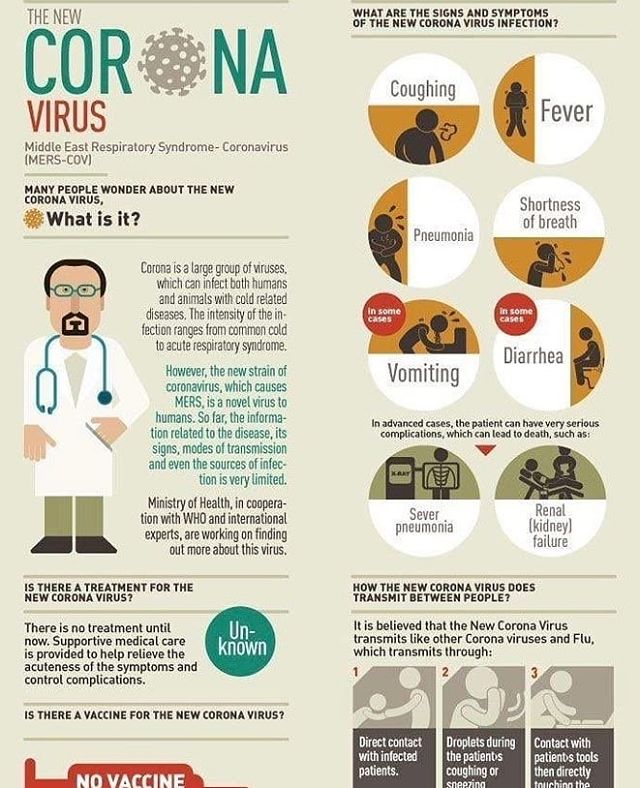 THE NEW
COR NA
VIRUS
Middle East Respiratory Syndrome- Coronavirus
(MERS-COV)
MANY PEOPLE WONDER ABOUT THE NEW
CORONA VIRUS,
What is it?
Corona is a large group of viruses,
which can infect both humans
and animals with cold related
diseases. The intensity of the in-
fection ranges from common cold
to acute respiratory syndrome.
However, the new strain of
coronavirus, which causes
MERS, is a novel virus to
humans. So far, the informa-
tion related to the disease, its
signs, modes of transmission
and even the sources of infec-
tion is very limited.
Ministry of Health, in coopera-
tion with WHO and international
experts, are working on finding
out more about this virus.
IS THERE A TREATMENT FOR THE
NEW CORONA VIRUS?
There is no treatment until
now. Supportive medical care
is provided to help relieve the
acuteness of the symptoms and
control complications.
Un-
known
IS THERE A VACCINE FOR THE NEW CORONA VIRUS?
NO VACCINE
WHAT ARE THE SIGNS AND SYMPTOMS
OF THE NEW CORONA VIRUS INFECTION?
Coughing
Fever
Pneumonia
Shortness
of breath
In some
cases
Vomiting
In some
cases
Diarrhea
In advanced cases, the patient can have very serious
complications, which can lead to death, such as:
X-RAY
Sever
pneumonia
Renal
(kidney)
failure
HOW THE NEW CORONA VIRUS DOES
TRANSMIT BETWEEN PEOPLE?
It is believed that the New Corona Virus
transmits like other Corona viruses and Flu,
which transmits through:
1
Direct contact
with infected
patients.
2
Droplets during
the patient›s
coughing or
sneezing
3
Contact with
patient›s tools
then directly
touching the